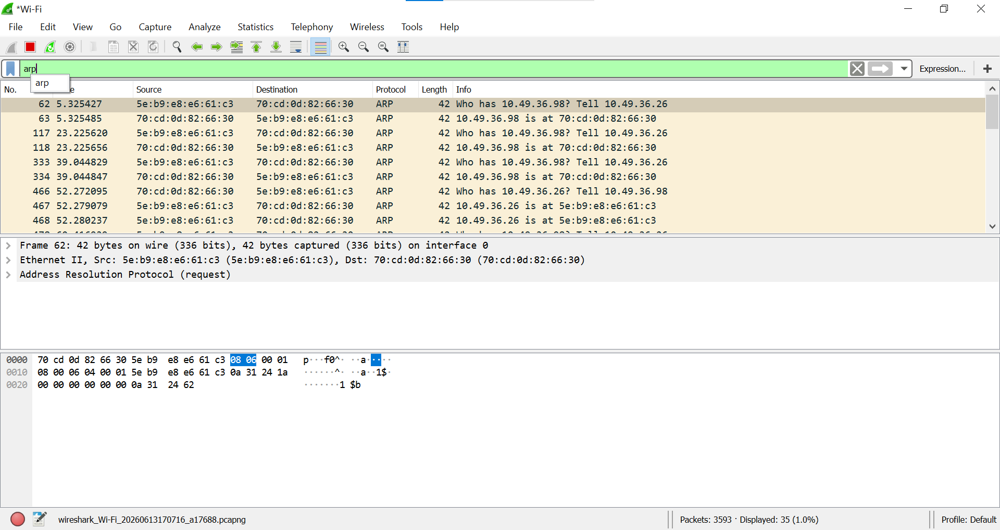 *Wi-Fi
File Edit View Go Capture Analyze Statistics Telephony Wireless Tools Help
arp
Expression...
arp
No. Source Destination Protocol Length Info
62 5.325427 5e:b9:e8:e6:61:c3 70:cd:0d:82:66:30 ARP 42 Who has 10.49.36.98? Tell 10.49.36.26
63 5.325485 70:cd:0d:82:66:30 5e:b9:e8:e6:61:c3 ARP 42 10.49.36.98 is at 70:cd:0d:82:66:30
117 23.225620 5e:b9:e8:e6:61:c3 70:cd:0d:82:66:30 ARP 42 Who has 10.49.36.98? Tell 10.49.36.26
118 23.225656 70:cd:0d:82:66:30 5e:b9:e8:e6:61:c3 ARP 42 10.49.36.98 is at 70:cd:0d:82:66:30
333 39.044829 5e:b9:e8:e6:61:c3 70:cd:0d:82:66:30 ARP 42 Who has 10.49.36.98? Tell 10.49.36.26
334 39.044847 70:cd:0d:82:66:30 5e:b9:e8:e6:61:c3 ARP 42 10.49.36.98 is at 70:cd:0d:82:66:30
466 52.272095 70:cd:0d:82:66:30 5e:b9:e8:e6:61:c3 ARP 42 Who has 10.49.36.26? Tell 10.49.36.98
467 52.279079 5e:b9:e8:e6:61:c3 70:cd:0d:82:66:30 ARP 42 10.49.36.26 is at 5e:b9:e8:e6:61:c3
468 52.280237 5e:b9:e8:e6:61:c3 70:cd:0d:82:66:30 ARP 42 10.49.36.26 is at 5e:b9:e8:e6:61:c3
Frame 62: 42 bytes on wire (336 bits), 42 bytes captured (336 bits) on interface 0
Ethernet II, Src: 5e:b9:e8:e6:61:c3 (5e:b9:e8:e6:61:c3), Dst: 70:cd:0d:82:66:30 (70:cd:0d:82:66:30)
Address Resolution Protocol (request)
0000 70 cd 0d 82 66 30 5e b9 e8 e6 61 c3 08 06 00 01 p···f0^· ··a·····
0010 08 00 06 04 00 01 5e b9 e8 e6 61 c3 0a 31 24 1a ······^· ··a··1$·
0020 00 00 00 00 00 00 0a 31 24 62 ·······1 $b
wireshark_Wi-Fi_20260613170716_a17688.pcapng
Packets: 3593 · Displayed: 35 (1.0%)
Profile: Default